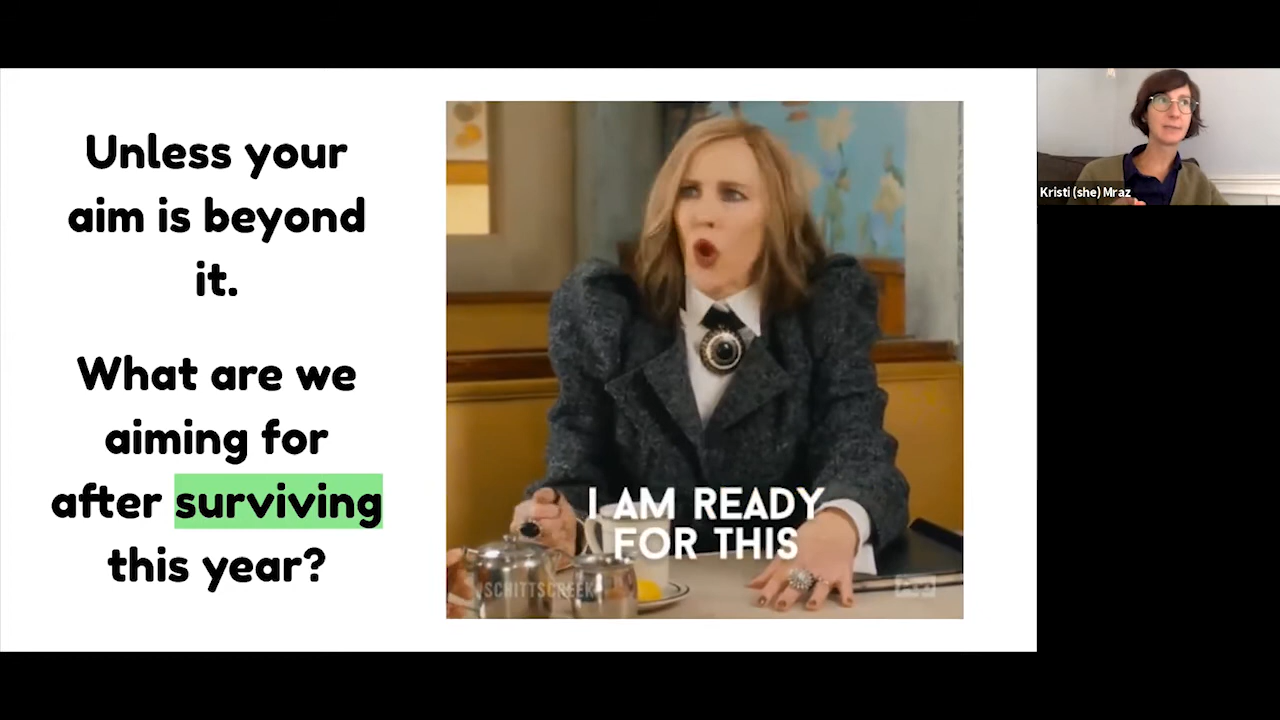 Unless your
aim is beyond
it.
What are we
aiming for
after surviving
this year?
I AM READY
FOR THIS
#SCHITTSCREEK
Kristi (she) Mraz